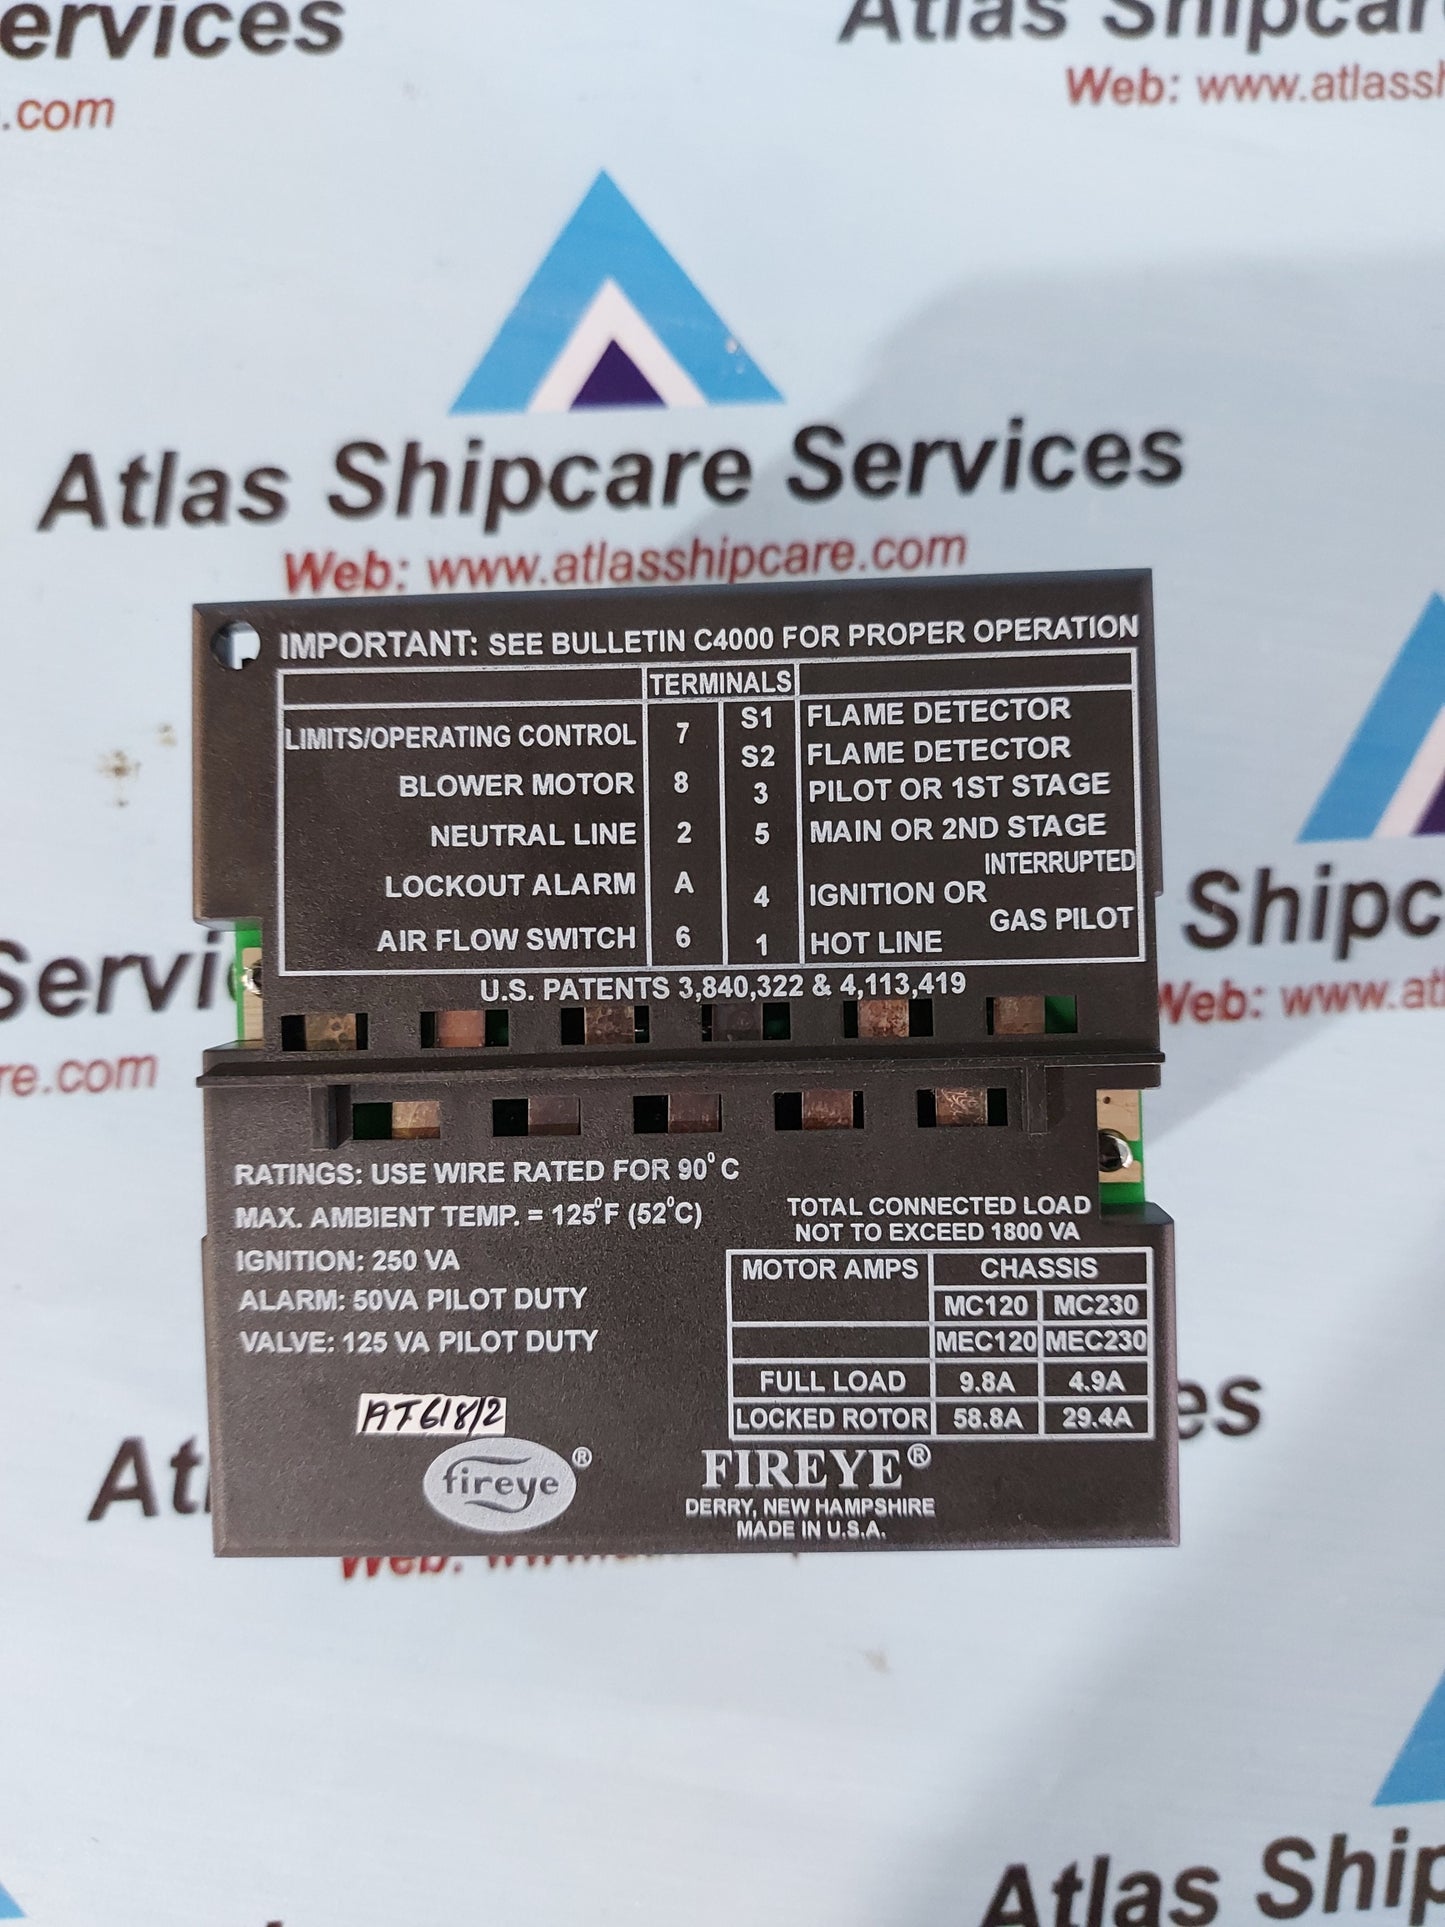 ervices
.com
Atlas Shipcar
Web: www.atlassh
Atlas Shipcare Services
Web: www.atlasshipcare.com
IMPORTANT: SEE BULLETIN C4000 FOR PROPER OPERATION
TERMINALS
LIMITS/OPERATING CONTROL 7 S1 FLAME DETECTOR
S2 FLAME DETECTOR
BLOWER MOTOR 8 3 PILOT OR 1ST STAGE
NEUTRAL LINE 2 5 MAIN OR 2ND STAGE
INTERRUPTED
LOCKOUT ALARM A 4 IGNITION OR
GAS PILOT
AIR FLOW SWITCH 6 1 HOT LINE
U.S. PATENTS 3,840,322 & 4,113,419
Shipc
Servi
Web: www.at
re.com
RATINGS: USE WIRE RATED FOR 90°C
MAX. AMBIENT TEMP. = 125°F (52°C)
IGNITION: 250 VA
ALARM: 50VA PILOT DUTY
VALVE: 125 VA PILOT DUTY
TOTAL CONNECTED LOAD
NOT TO EXCEED 1800 VA
MOTOR AMPS CHASSIS
MC120 MC230
MEC120 MEC230
FULL LOAD 9.8A 4.9A
LOCKED ROTOR 58.8A 29.4A
AT61812
fireye®
FIREYE®
DERRY, NEW HAMPSHIRE
MADE IN U.S.A.
es
Atl
Web:
Atlas Ship